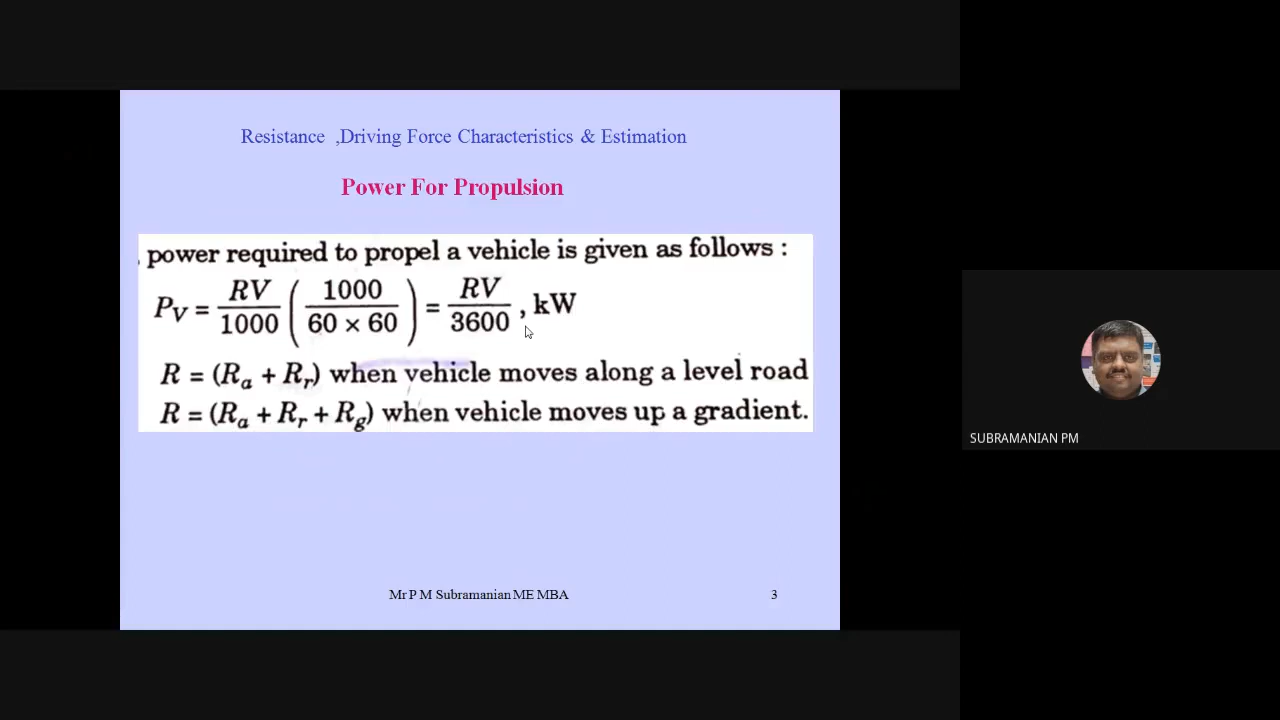 Resistance ,Driving Force Characteristics & Estimation
Power For Propulsion
power required to propel a vehicle is given as follows :
P_V = RV/1000 (1000/60 × 60) = RV/3600 , kW
R = (R_a + R_r) when vehicle moves along a level road
R = (R_a + R_r + R_g) when vehicle moves up a gradient.
Mr P M Subramanian ME MBA
3
SUBRAMANIAN PM